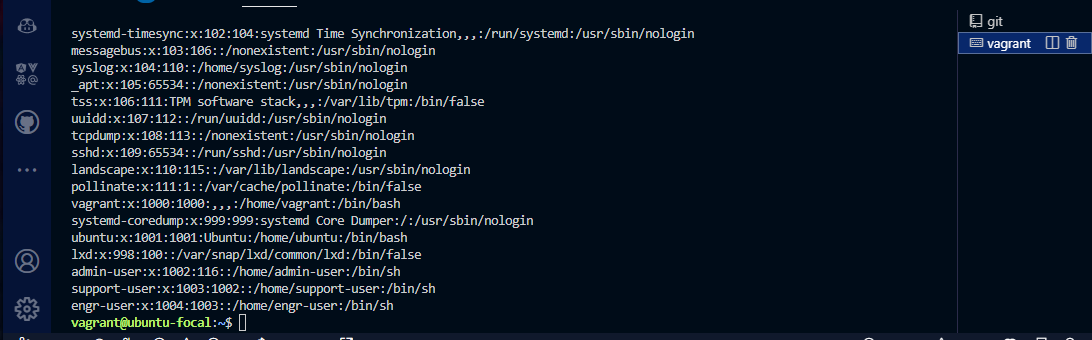 systemd-timesync:x:102:104:systemd Time Synchronization,,,:/run/systemd:/usr/sbin/nologin
messagebus:x:103:106::/nonexistent:/usr/sbin/nologin
syslog:x:104:110::/home/syslog:/usr/sbin/nologin
_apt:x:105:65534::/nonexistent:/usr/sbin/nologin
tss:x:106:111:TPM software stack,,,:/var/lib/tpm:/bin/false
uuidd:x:107:112::/run/uuidd:/usr/sbin/nologin
tcpdump:x:108:113::/nonexistent:/usr/sbin/nologin
sshd:x:109:65534::/run/sshd:/usr/sbin/nologin
landscape:x:110:115::/var/lib/landscape:/usr/sbin/nologin
pollinate:x:111:1::/var/cache/pollinate:/bin/false
vagrant:x:1000:1000:,,,:/home/vagrant:/bin/bash
systemd-coredump:x:999:999:systemd Core Dumper:/:/usr/sbin/nologin
ubuntu:x:1001:1001:Ubuntu:/home/ubuntu:/bin/bash
lxd:x:998:100::/var/snap/lxd/common/lxd:/bin/false
admin-user:x:1002:116::/home/admin-user:/bin/sh
support-user:x:1003:1002::/home/support-user:/bin/sh
engr-user:x:1004:1003::/home/engr-user:/bin/sh
vagrant@ubuntu-focal:~$
git
vagrant